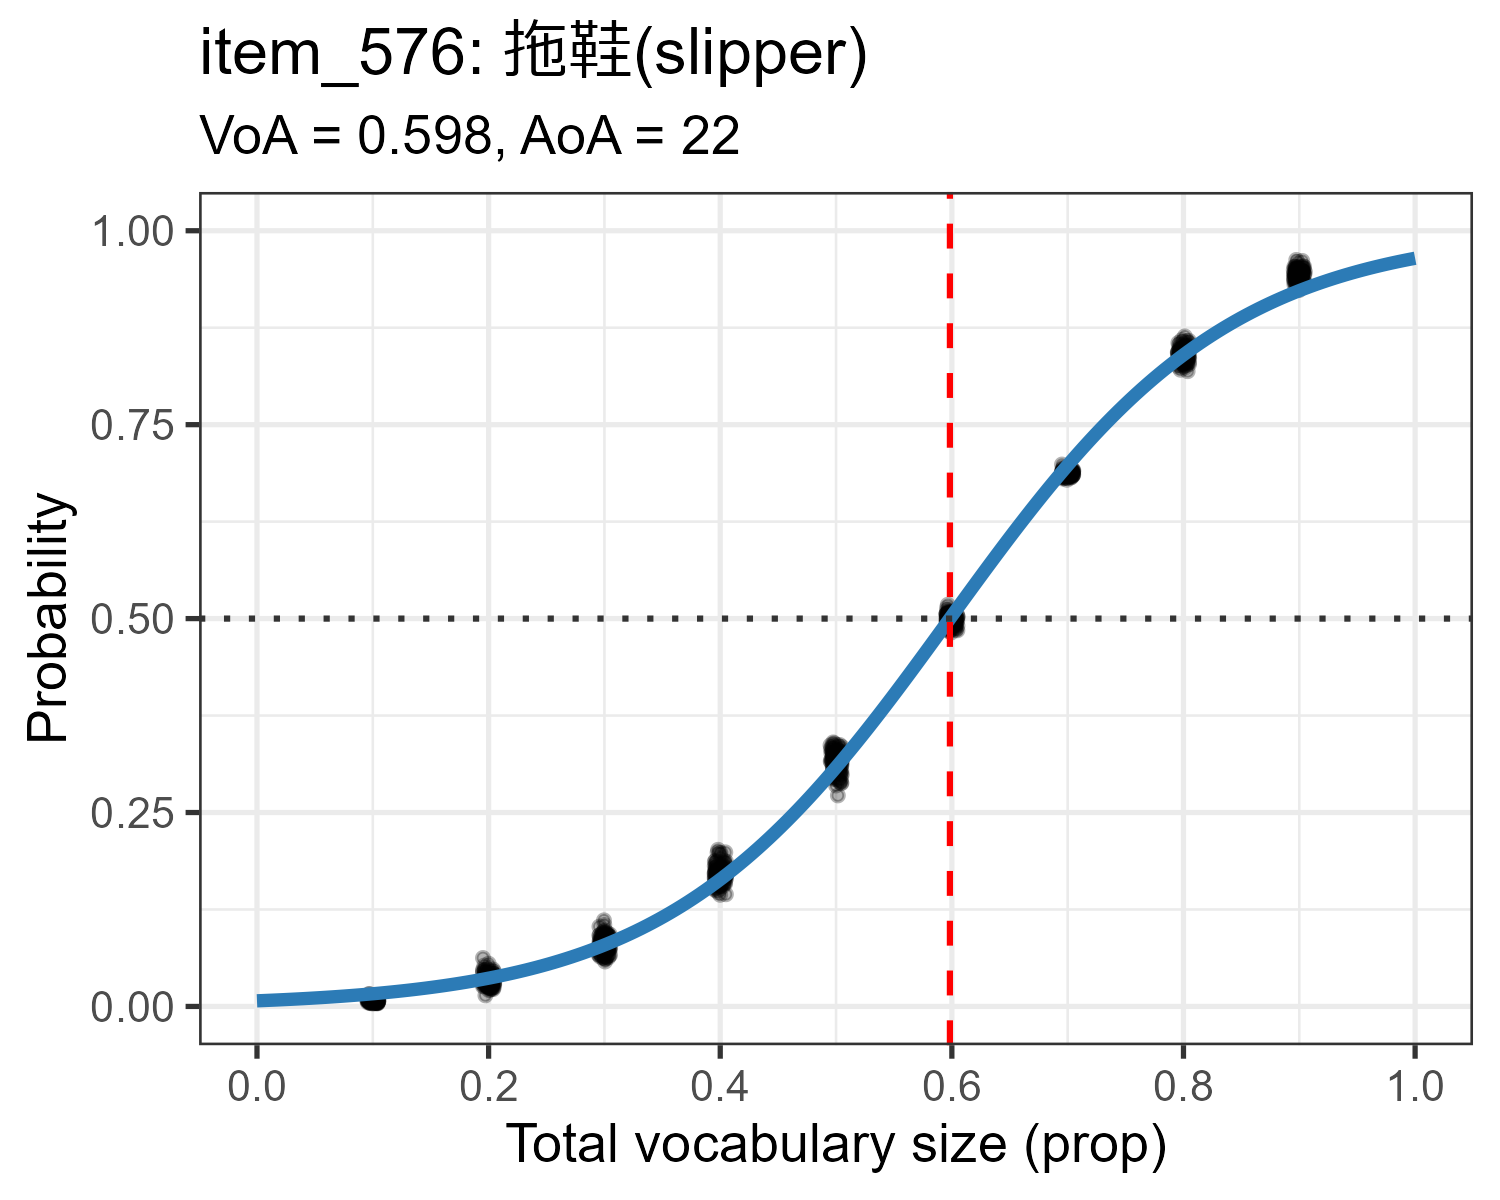 item_576: 拖鞋(slipper)
VoA = 0.598, AoA = 22
1.00
0.75
0.50
0.25
0.00
Probability
0.0 0.2 0.4 0.6 0.8 1.0
Total vocabulary size (prop)